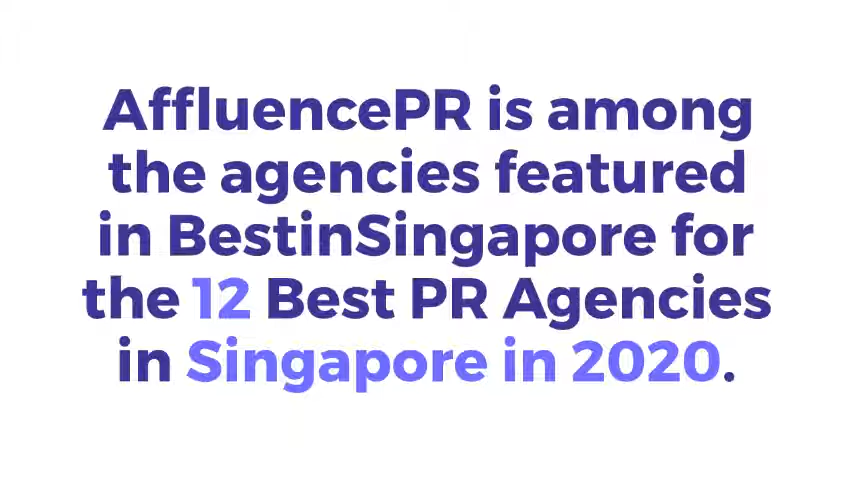 AffluencePR is among
the agencies featured
in BestinSingapore for
the 12 Best PR Agencies
in Singapore in 2020.